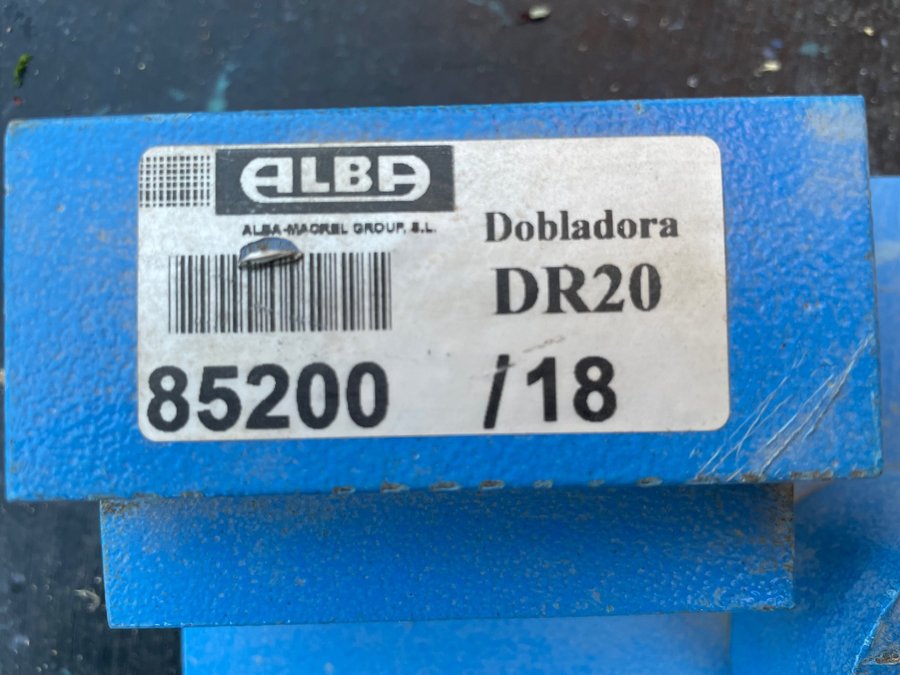 ALBA
ALBA-MACREL GROUP, S.L.
Dobladora
DR20
85200 /18